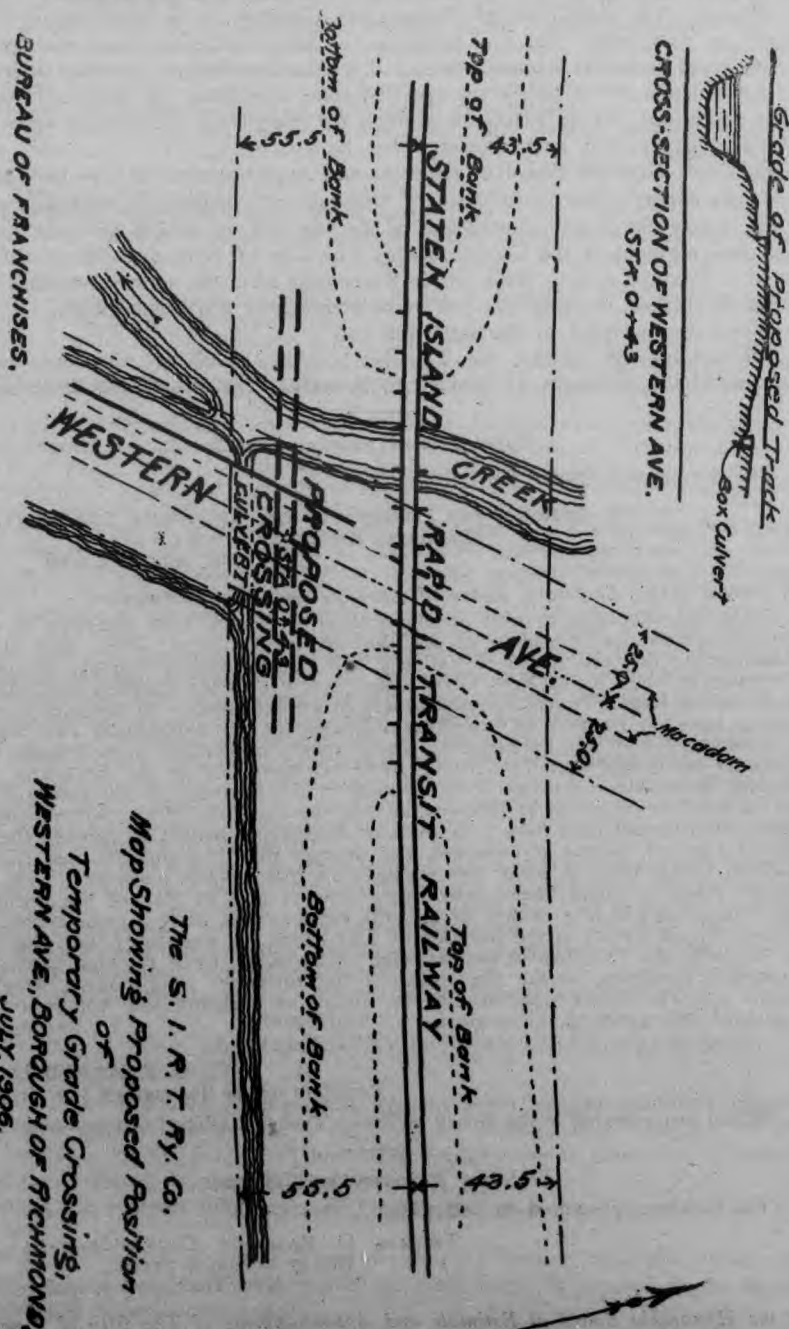 Grade of Proposed Track
Box Culvert
CROSS-SECTION OF WESTERN AVE.
STA. 0+43
Top of Bank
Bottom of Bank
43.5
55.5
STATEN ISLAND RAPID TRANSIT RAILWAY
CREEK
WESTERN AVE.
PROPOSED
STA 0+43
CROSSING
CULVERT
25.0
25.0
Macadam
Top of Bank
Bottom of Bank
43.5
55.5
The S. I. R. T. Ry. Co.
Map Showing Proposed Position
of
Temporary Grade Crossing,
WESTERN AVE., BOROUGH OF RICHMOND,
JULY, 1906.
BUREAU OF FRANCHISES,